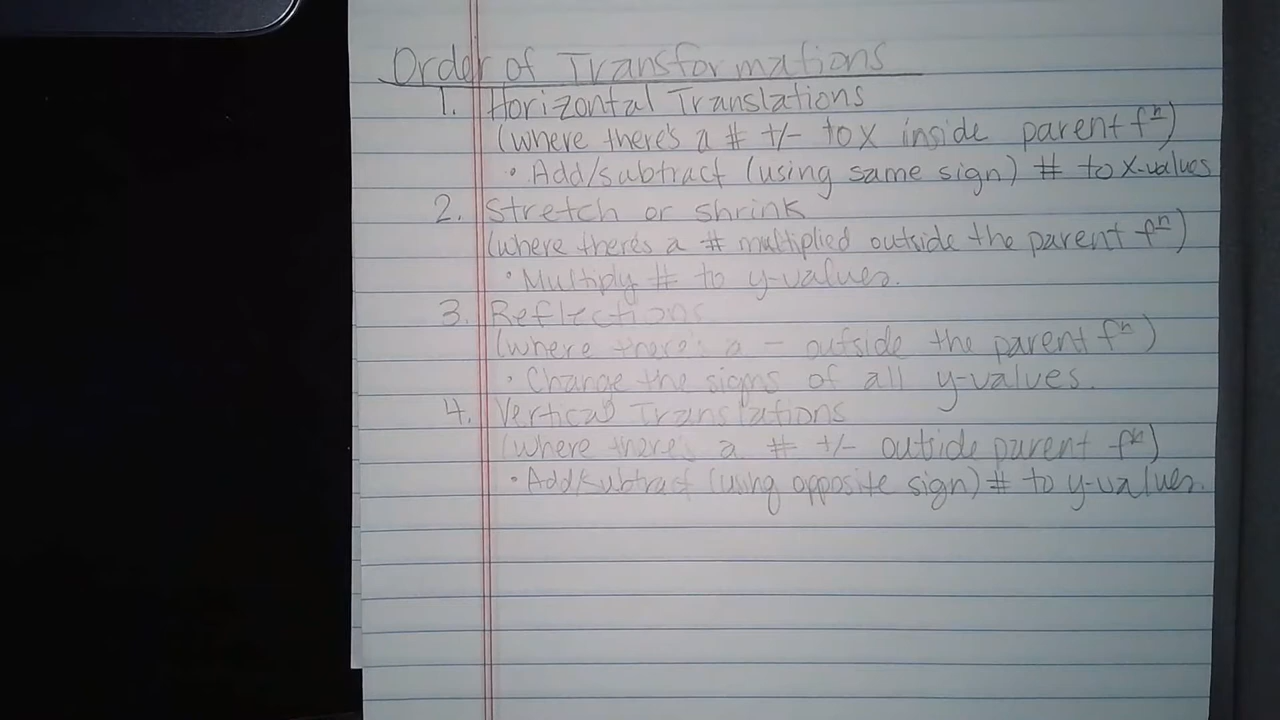 Order of Transformations
1. Horizontal Translations
(where there's a # +/- to x inside parent fⁿ)
• Add/subtract (using same sign) # to x-values
2. Stretch or shrink
(where there's a # multiplied outside the parent fⁿ)
• Multiply # to y-values.
3. Reflections
(where there's a - outside the parent fⁿ)
• Change the signs of all y-values.
4. Vertical Translations
(where there's a # +/- outside parent fⁿ)
• Add/subtract (using opposite sign) # to y-values.